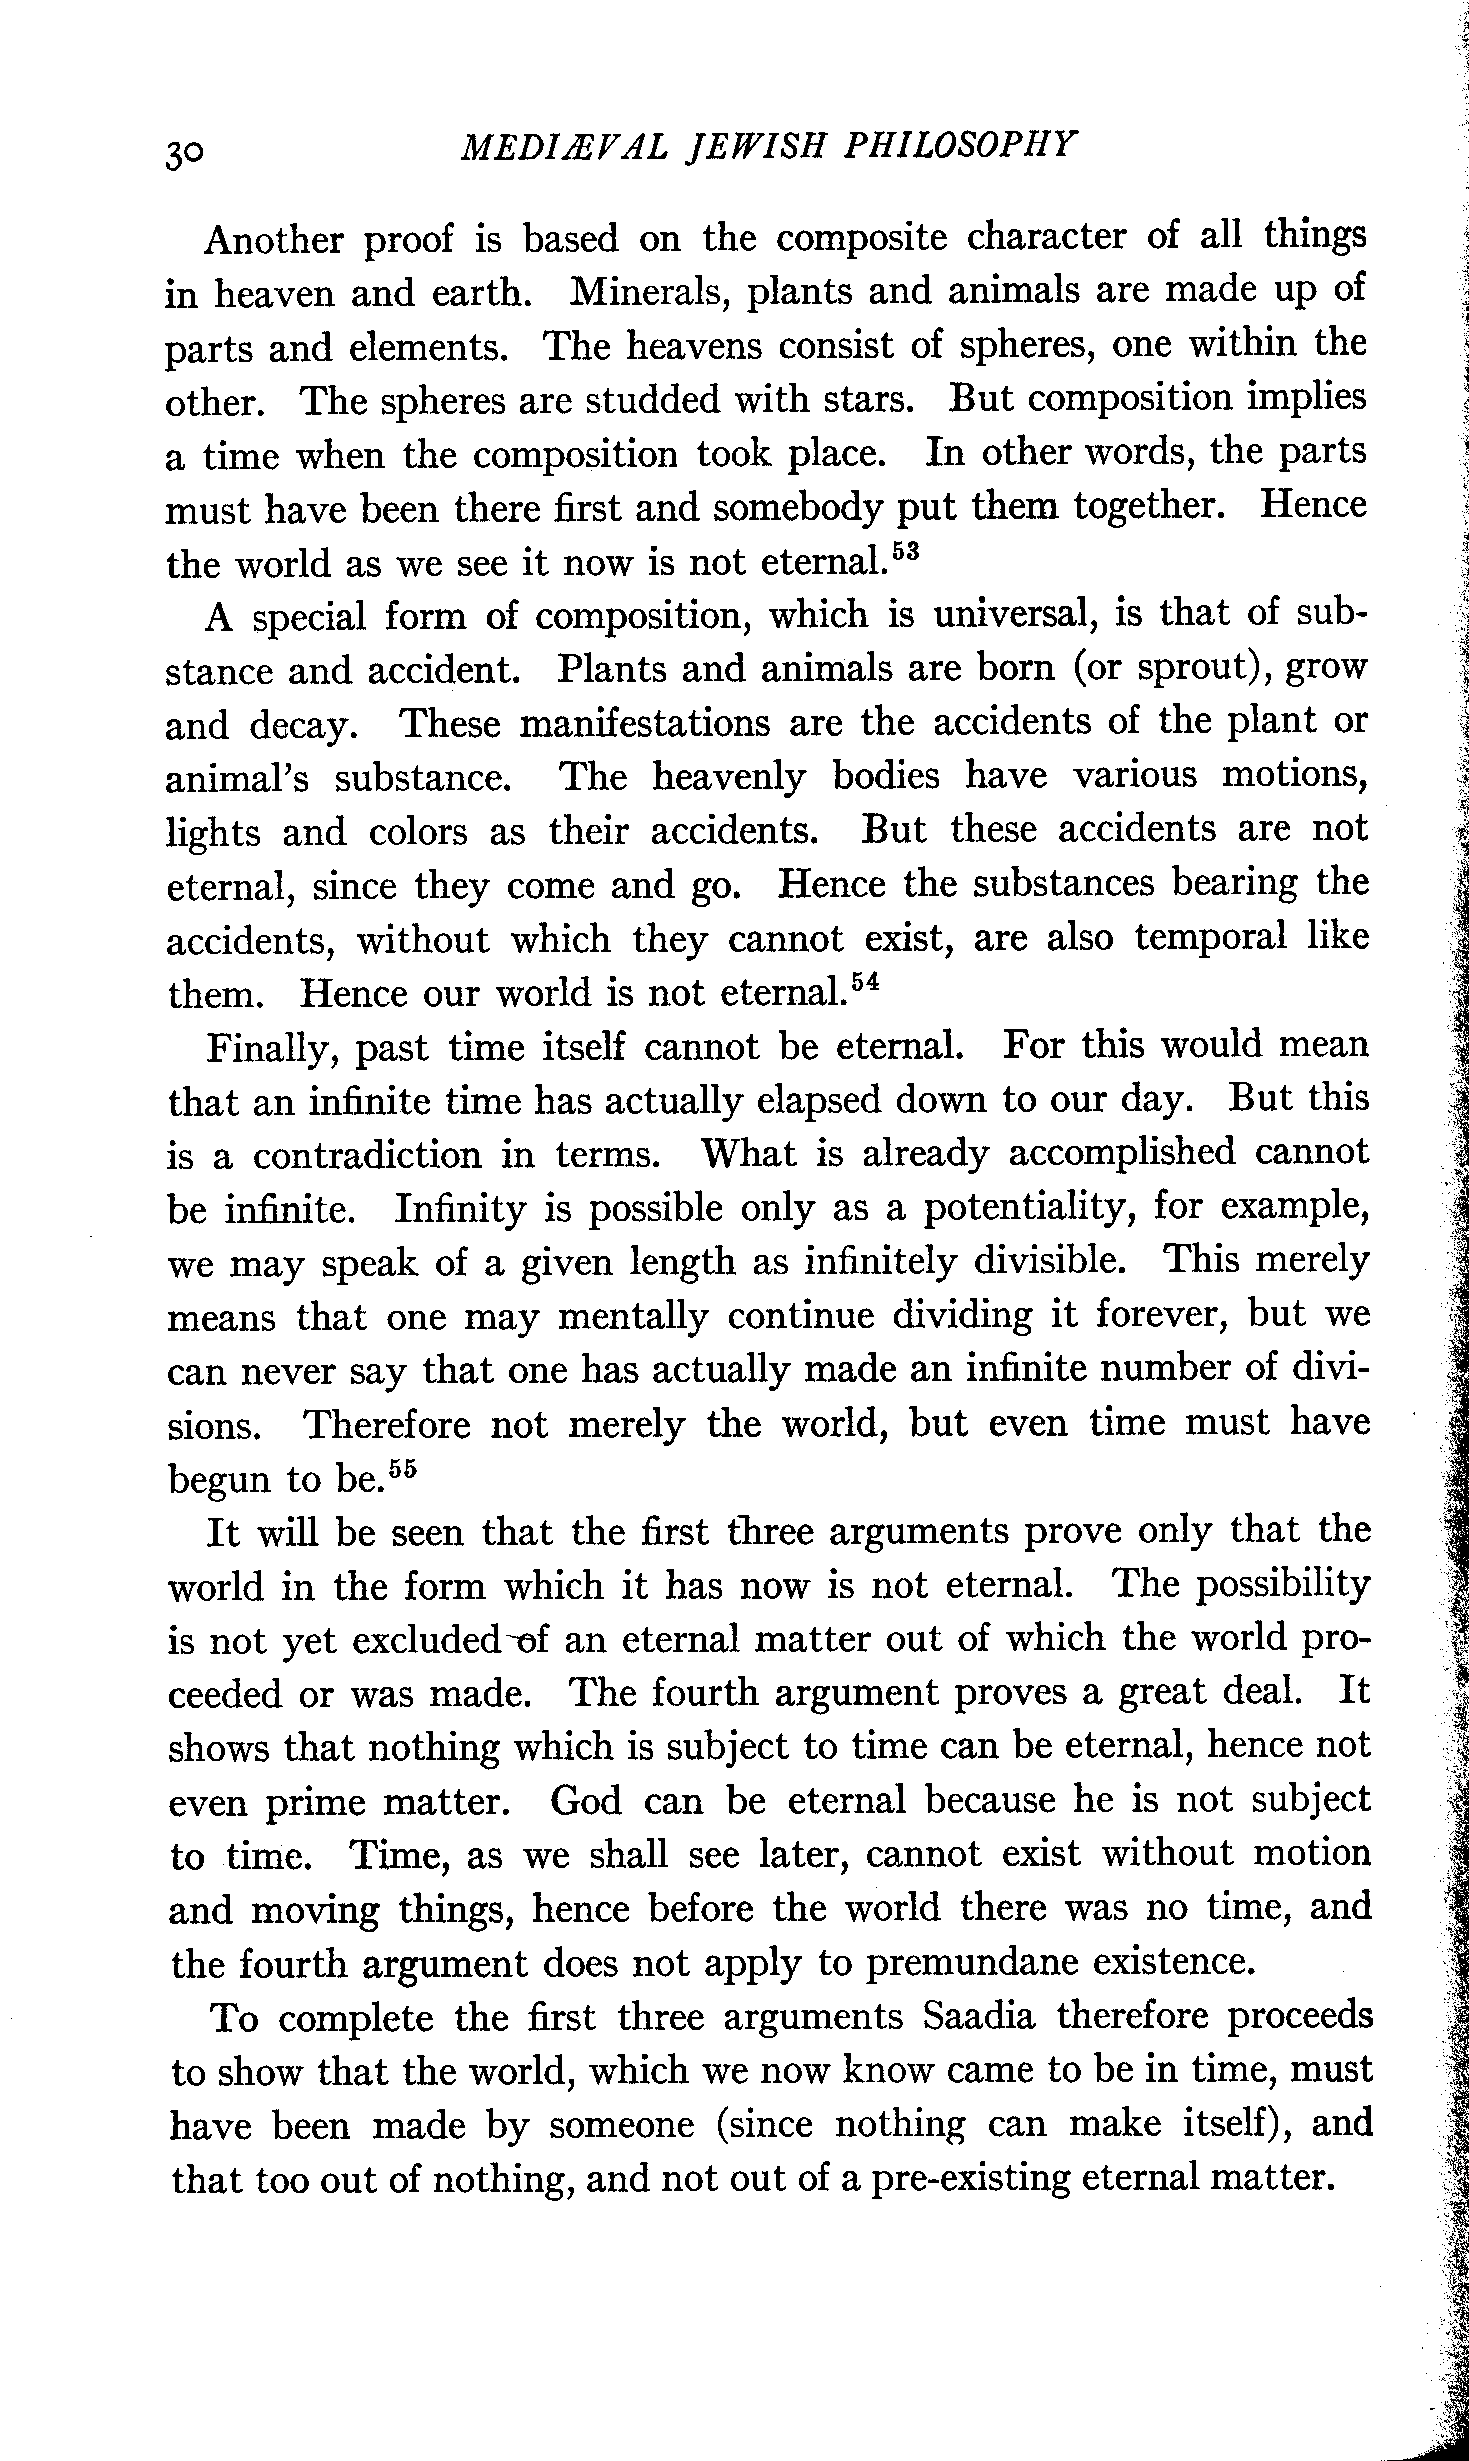 30 MEDIÆVAL JEWISH PHILOSOPHY
Another proof is based on the composite character of all things
in heaven and earth. Minerals, plants and animals are made up of
parts and elements. The heavens consist of spheres, one within the
other. The spheres are studded with stars. But composition implies
a time when the composition took place. In other words, the parts
must have been there first and somebody put them together. Hence
the world as we see it now is not eternal.⁵³
A special form of composition, which is universal, is that of sub-
stance and accident. Plants and animals are born (or sprout), grow
and decay. These manifestations are the accidents of the plant or
animal's substance. The heavenly bodies have various motions,
lights and colors as their accidents. But these accidents are not
eternal, since they come and go. Hence the substances bearing the
accidents, without which they cannot exist, are also temporal like
them. Hence our world is not eternal.⁵⁴
Finally, past time itself cannot be eternal. For this would mean
that an infinite time has actually elapsed down to our day. But this
is a contradiction in terms. What is already accomplished cannot
be infinite. Infinity is possible only as a potentiality, for example,
we may speak of a given length as infinitely divisible. This merely
means that one may mentally continue dividing it forever, but we
can never say that one has actually made an infinite number of divi-
sions. Therefore not merely the world, but even time must have
begun to be.⁵⁵
It will be seen that the first three arguments prove only that the
world in the form which it has now is not eternal. The possibility
is not yet excluded of an eternal matter out of which the world pro-
ceeded or was made. The fourth argument proves a great deal. It
shows that nothing which is subject to time can be eternal, hence not
even prime matter. God can be eternal because he is not subject
to time. Time, as we shall see later, cannot exist without motion
and moving things, hence before the world there was no time, and
the fourth argument does not apply to premundane existence.
To complete the first three arguments Saadia therefore proceeds
to show that the world, which we now know came to be in time, must
have been made by someone (since nothing can make itself), and
that too out of nothing, and not out of a pre-existing eternal matter.